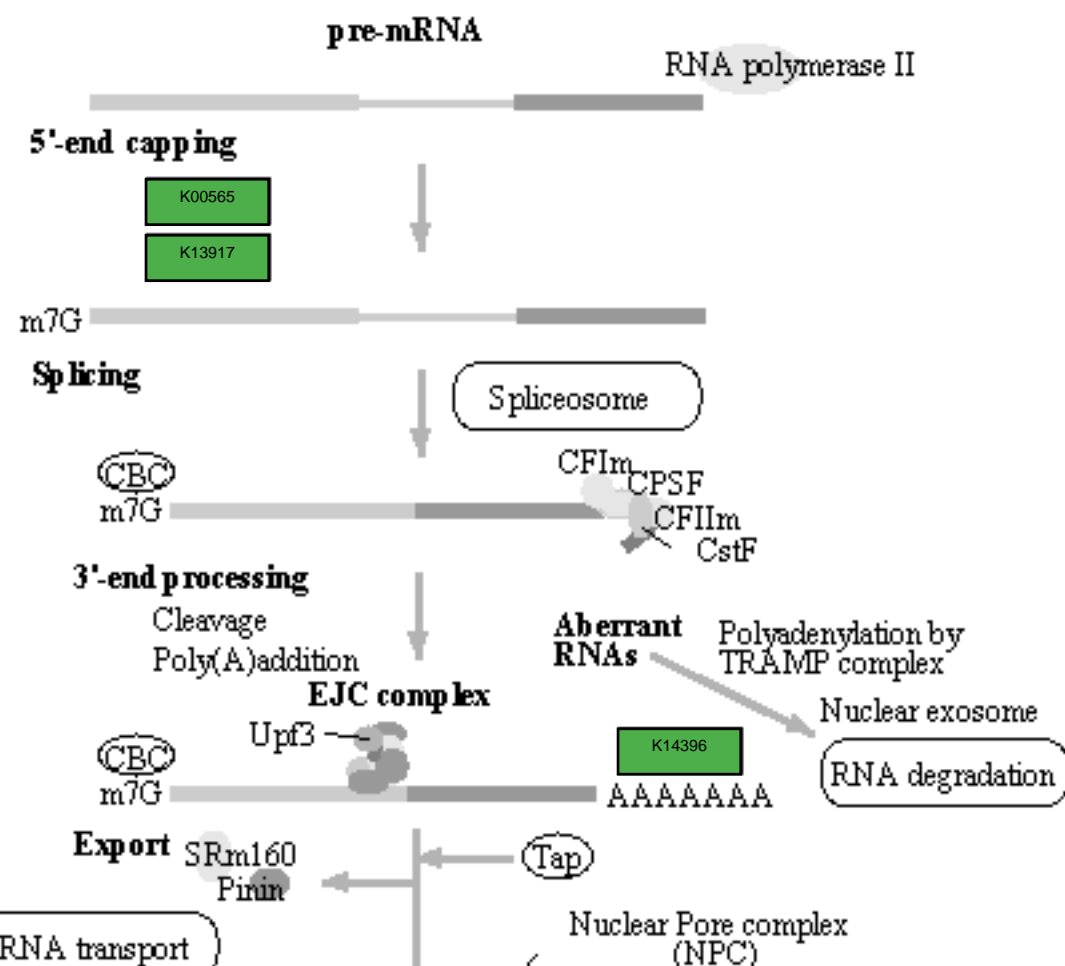 pre-mRNA
RNA polymerase II
5'-end capping
K00565
K13917
m7G
Splicing
Spliceosome
CBC
m7G
CFIm
CPSF
CFIIm
CstF
3'-end processing
Cleavage
Poly(A)addition
Aberrant
RNAs
Polyadenylation by
TRAMP complex
EJC complex
Upf3
Nuclear exosome
K14396
CBC
RNA degradation
m7G
AAAAAAA
Export
SRm160
Pinin
Tap
RNA transport
Nuclear Pore complex
(NPC)